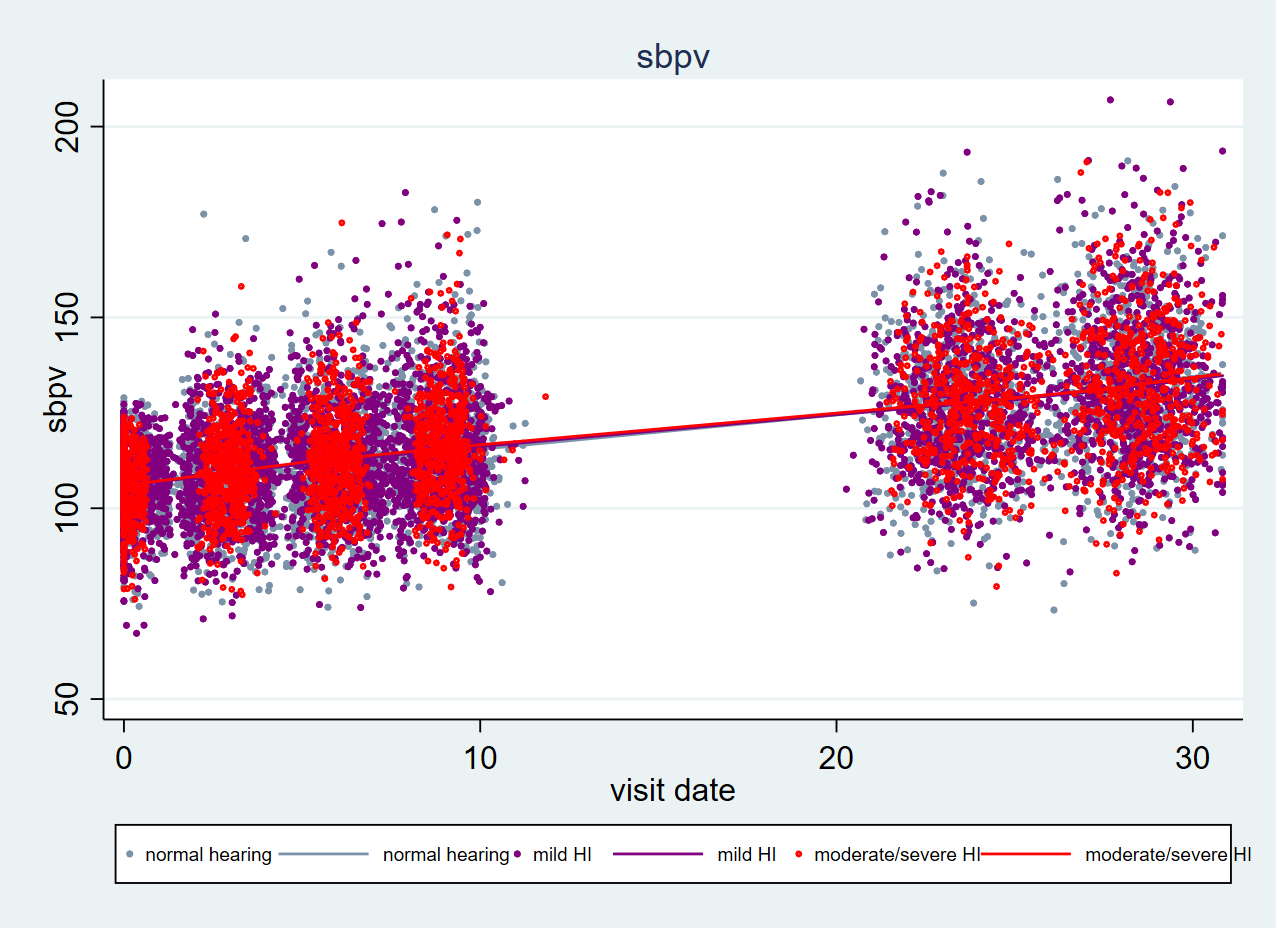 sbpv
200
150
100
50
sbpv
0 10 20 30
visit date
normal hearing normal hearing mild HI mild HI moderate/severe HI moderate/severe HI